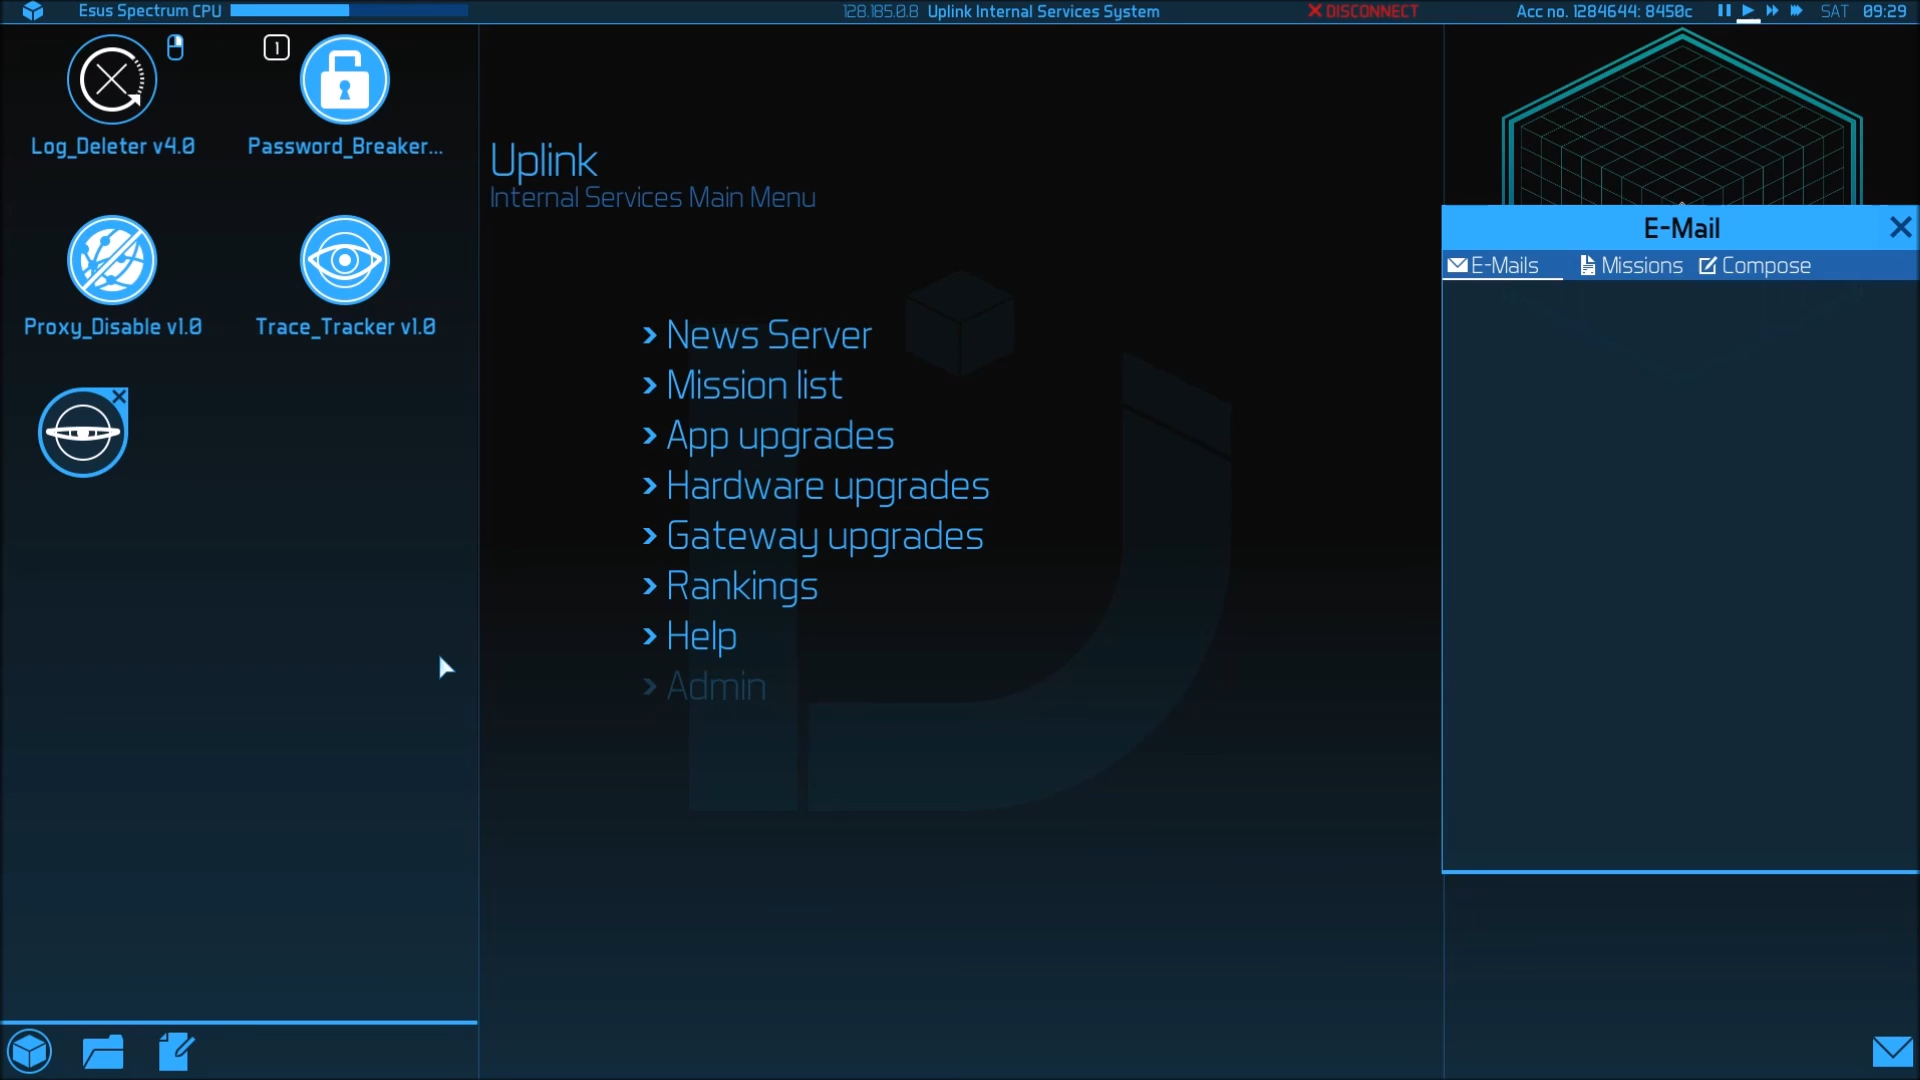 Esus Spectrum CPU
128.185.0.8 Uplink Internal Services System
DISCONNECT
Acc no. 1284644: 8450c
SAT 09:29
1
Log_Deleter v4.0
Password_Breaker...
Proxy_Disable v1.0
Trace_Tracker v1.0
Uplink
Internal Services Main Menu
> News Server
> Mission list
> App upgrades
> Hardware upgrades
> Gateway upgrades
> Rankings
> Help
> Admin
E-Mail
E-Mails Missions Compose